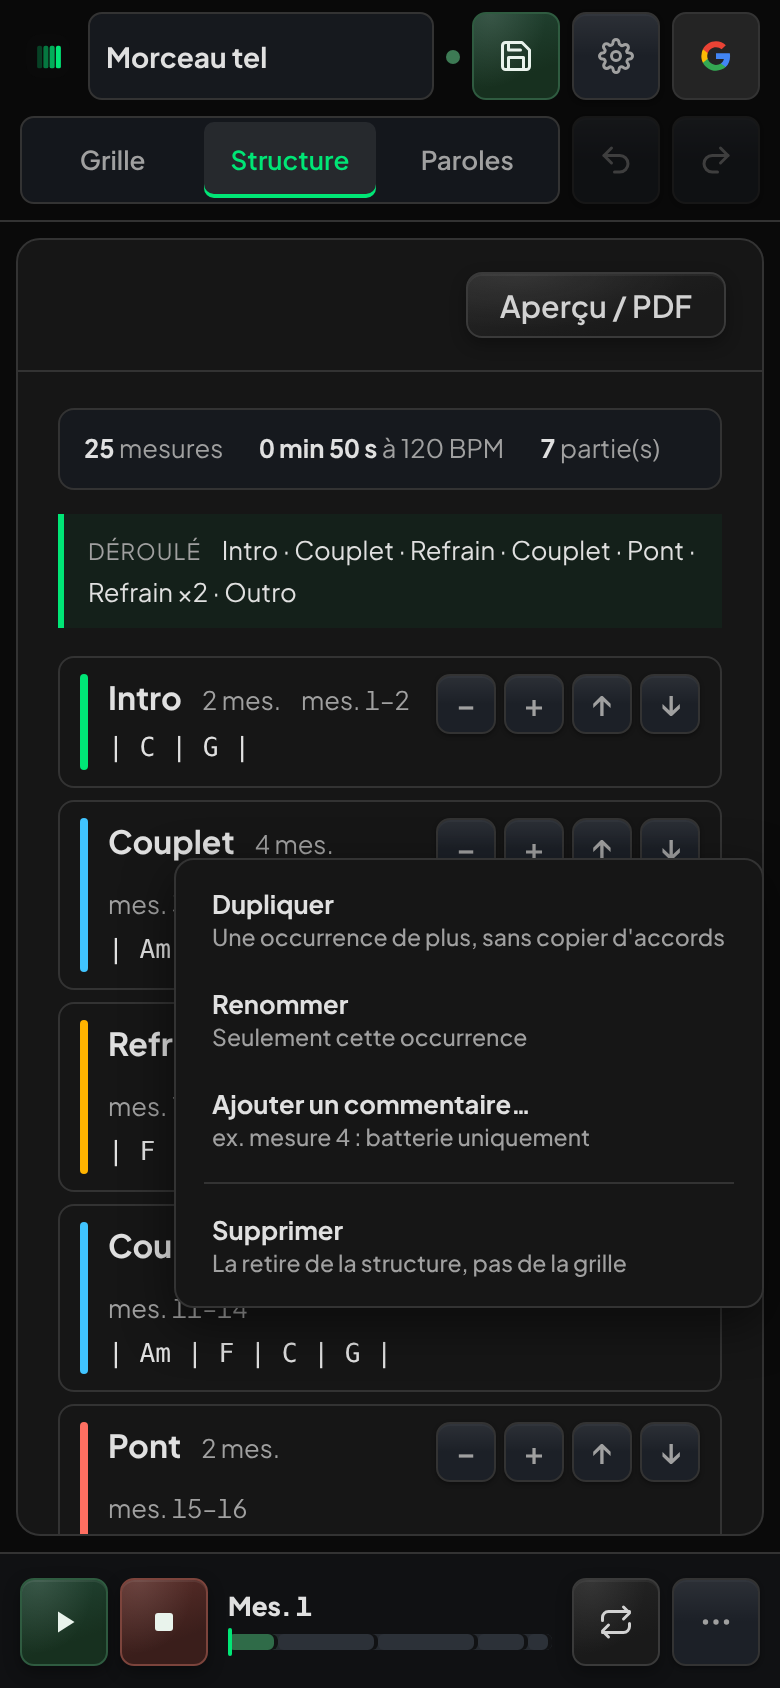 Morceau tel
Grille Structure Paroles
Aperçu / PDF
25 mesures 0 min 50 s à 120 BPM 7 partie(s)
DÉROULÉ Intro · Couplet · Refrain · Couplet · Pont ·
Refrain ×2 · Outro
Intro 2 mes. mes. 1–2 − + ↑ ↓
| C | G |
Couplet 4 mes. − + ↑ ↓
mes.
| Am
Refr
mes.
| F
Cou
mes. 11–14
| Am | F | C | G |
Dupliquer
Une occurrence de plus, sans copier d'accords
Renommer
Seulement cette occurrence
Ajouter un commentaire…
ex. mesure 4 : batterie uniquement
Supprimer
La retire de la structure, pas de la grille
Pont 2 mes. − + ↑ ↓
mes. 15–16
Mes. 1